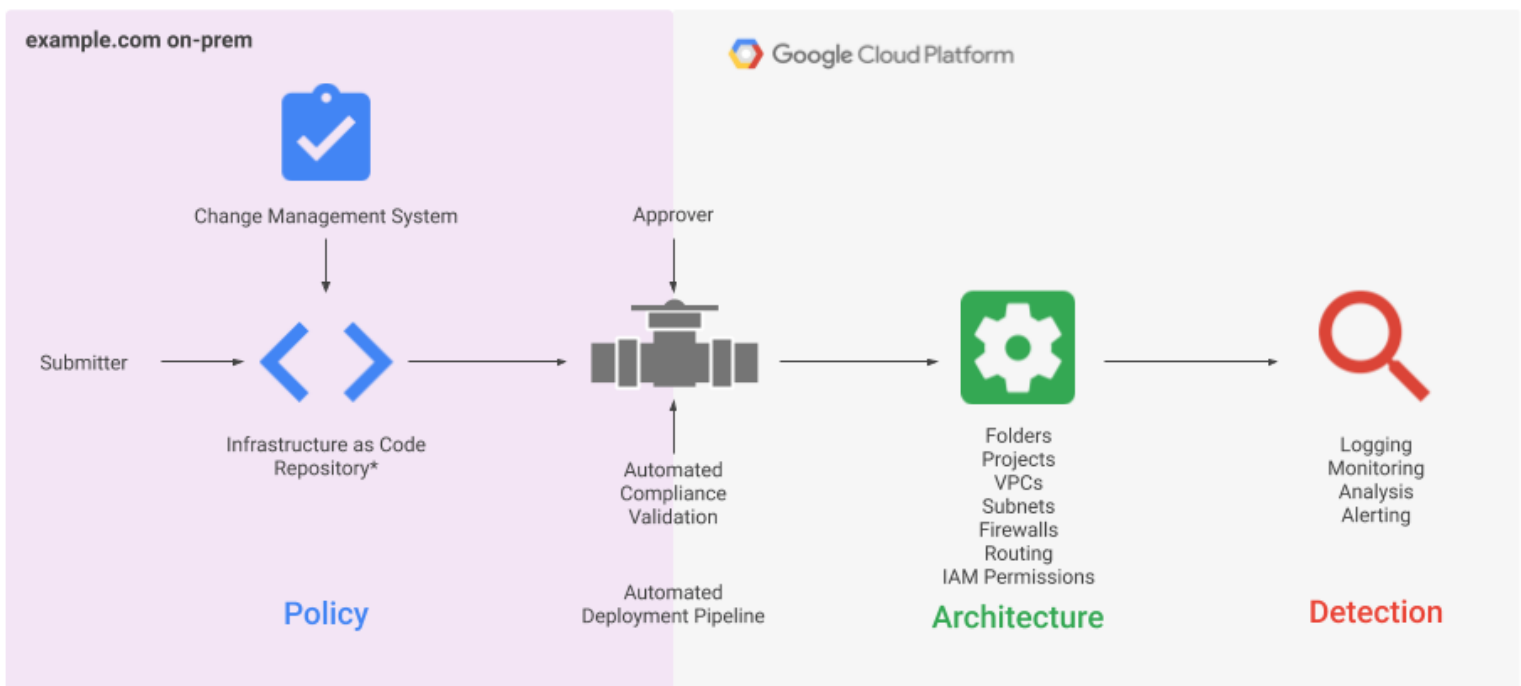 example.com on-prem
Google Cloud Platform
Change Management System
Approver
Submitter
Infrastructure as Code
Repository*
Automated
Compliance
Validation
Automated
Deployment Pipeline
Folders
Projects
VPCs
Subnets
Firewalls
Routing
IAM Permissions
Logging
Monitoring
Analysis
Alerting
Policy
Architecture
Detection